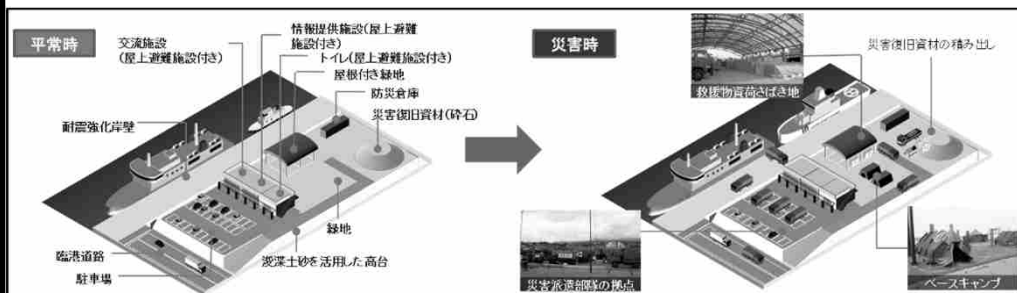 平常時
交流施設
(屋上避難施設付き)
情報提供施設(屋上避難
施設付き)
トイレ(屋上避難施設付き)
屋根付き緑地
防災倉庫
災害復旧資材(砕石)
耐震強化岸壁
緑地
浚渫土砂を活用した高台
臨港道路
駐車場
災害時
救援物資荷さばき地
災害復旧資材の積み出し
災害派遣部隊の拠点
ベースキャンプ